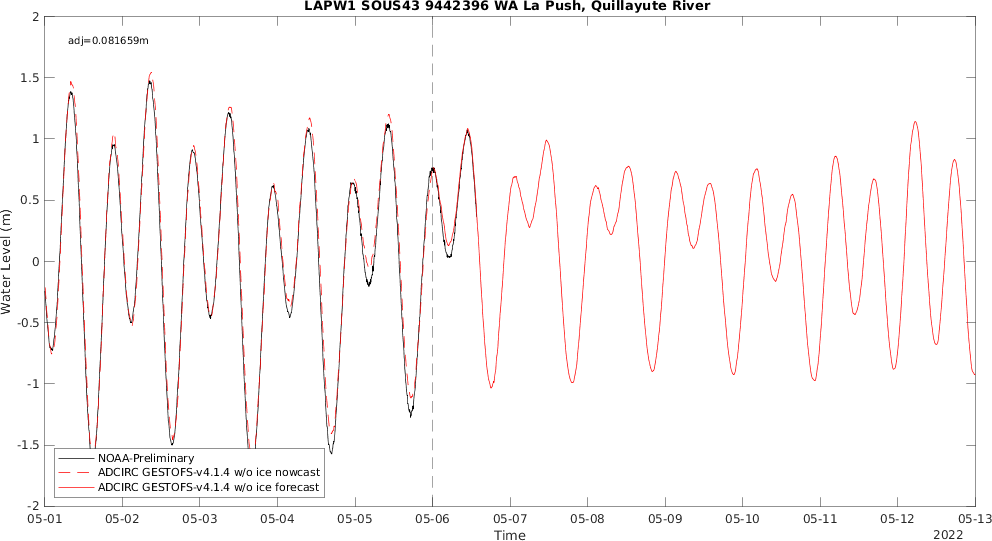 LAPW1 SOUS43 9442396 WA La Push, Quillayute River
adj=0.081659m
2
1.5
1
0.5
0
-0.5
-1
-1.5
-2
Water Level (m)
NOAA-Preliminary
ADCIRC GESTOFS-v4.1.4 w/o ice nowcast
ADCIRC GESTOFS-v4.1.4 w/o ice forecast
05-01 05-02 05-03 05-04 05-05 05-06 05-07 05-08 05-09 05-10 05-11 05-12 05-13
Time
2022